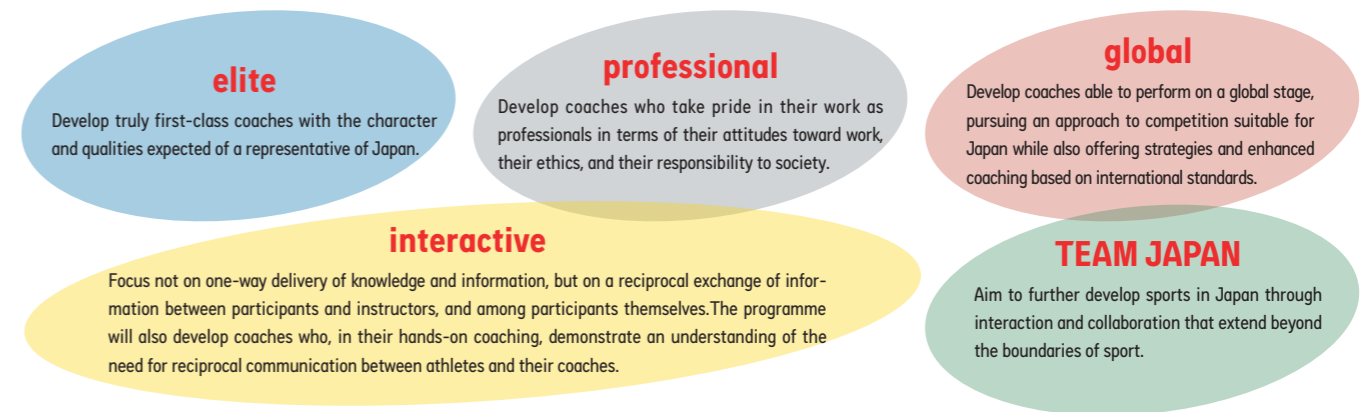 elite
Develop truly first-class coaches with the character
and qualities expected of a representative of Japan.
professional
Develop coaches who take pride in their work as
professionals in terms of their attitudes toward work,
their ethics, and their responsibility to society.
global
Develop coaches able to perform on a global stage,
pursuing an approach to competition suitable for
Japan while also offering strategies and enhanced
coaching based on international standards.
interactive
Focus not on one-way delivery of knowledge and information, but on a reciprocal exchange of infor-
mation between participants and instructors, and among participants themselves.The programme
will also develop coaches who, in their hands-on coaching, demonstrate an understanding of the
need for reciprocal communication between athletes and their coaches.
TEAM JAPAN
Aim to further develop sports in Japan through
interaction and collaboration that extend beyond
the boundaries of sport.